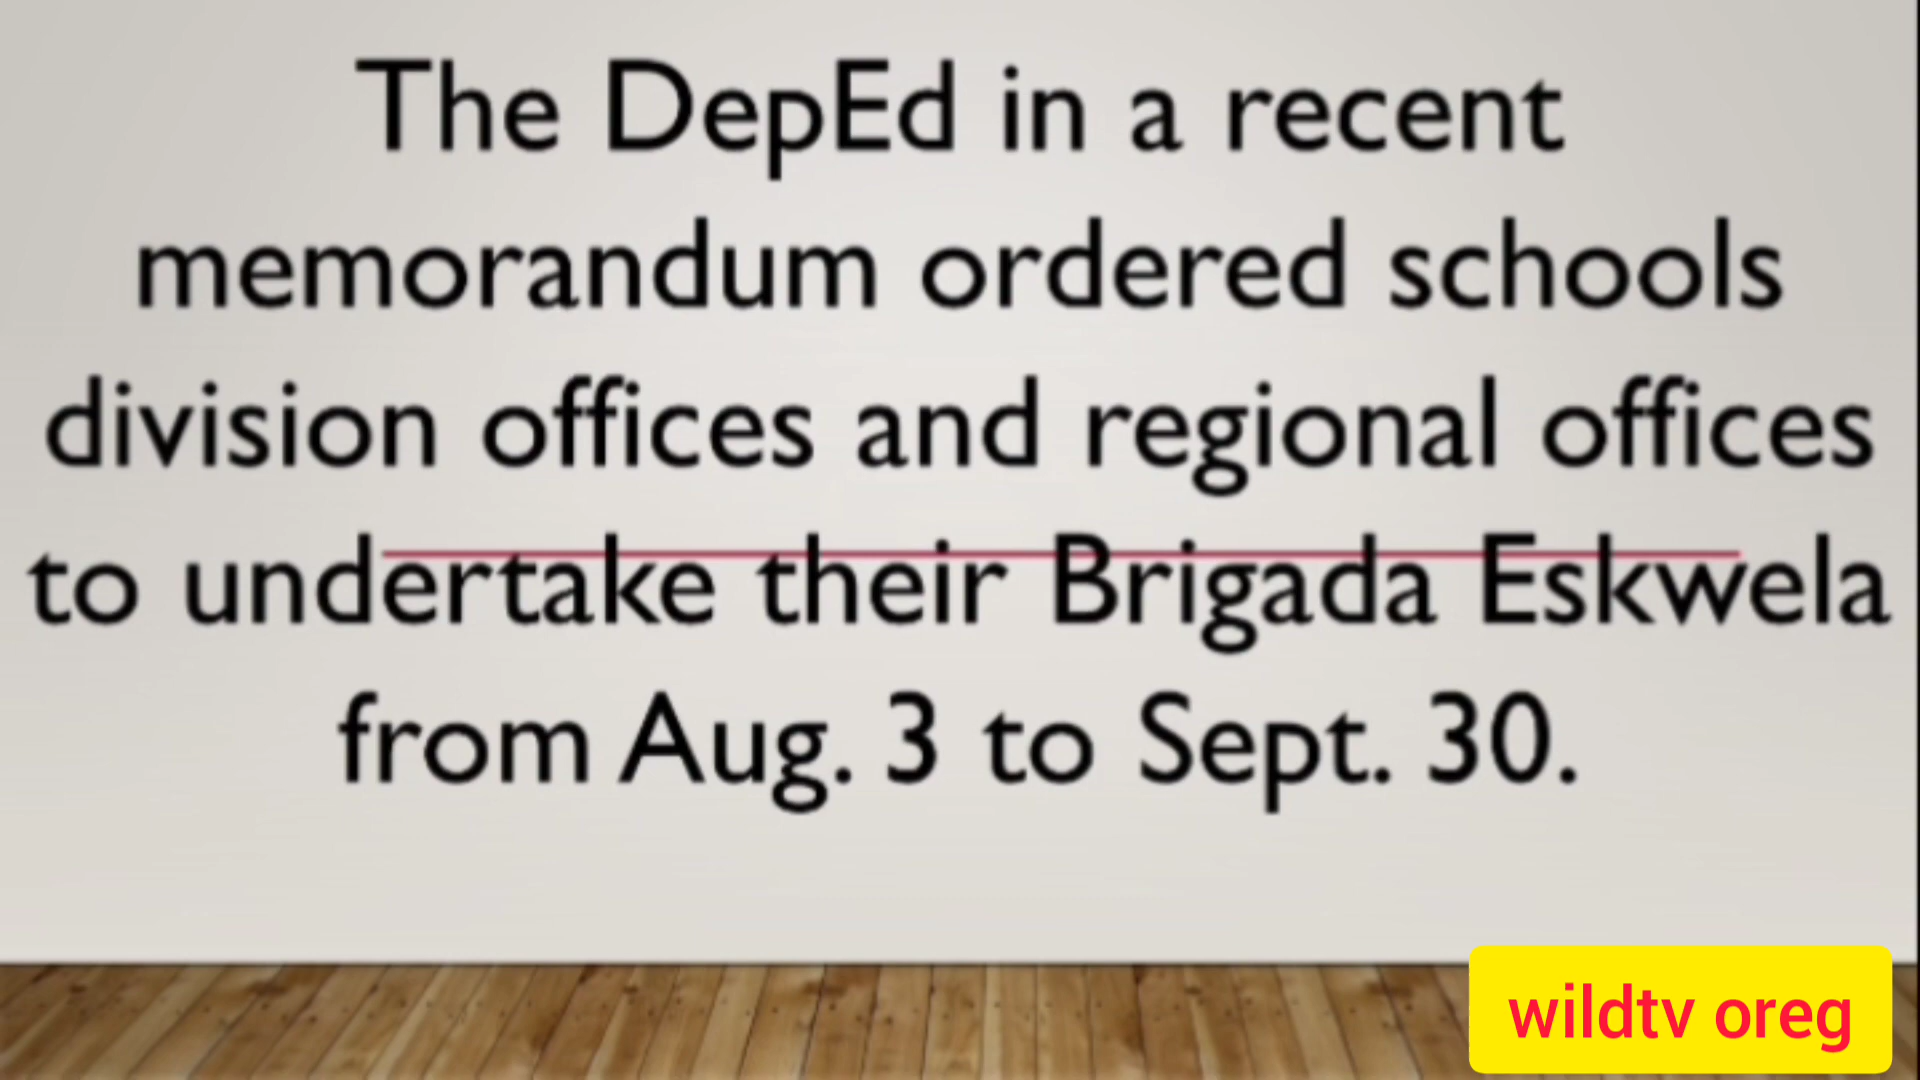 The DepEd in a recent
memorandum ordered schools
division offices and regional offices
to undertake their Brigada Eskwela
from Aug. 3 to Sept. 30.
wildtv oreg